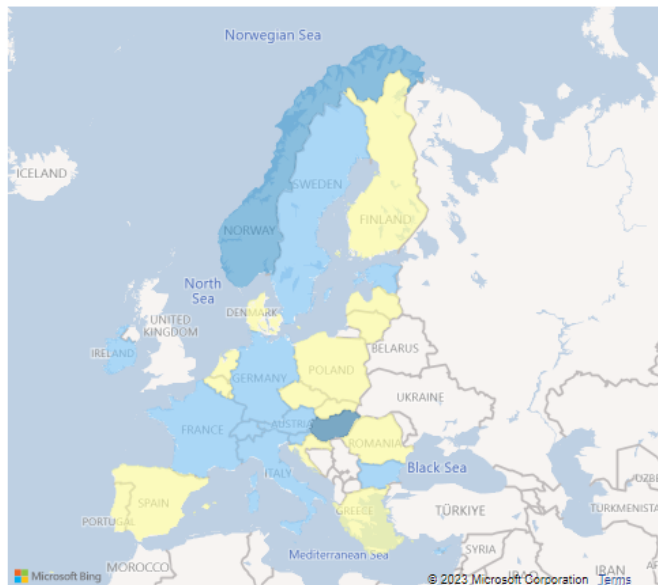 Norwegian Sea
ICELAND
SWEDEN
FINLAND
NORWAY
North
Sea
DENMARK
UNITED
KINGDOM
IRELAND
BELARUS
POLAND
GERMANY
UKRAINE
FRANCE
AUSTRIA
ROMANIA
ITALY
Black Sea
SPAIN
PORTUGAL
GREECE
TÜRKIYE
UZBE
TURKMENISTA
Mediterranean Sea
SYRIA
MOROCCO
IRAN
Microsoft Bing
© 2023 Microsoft Corporation Terms